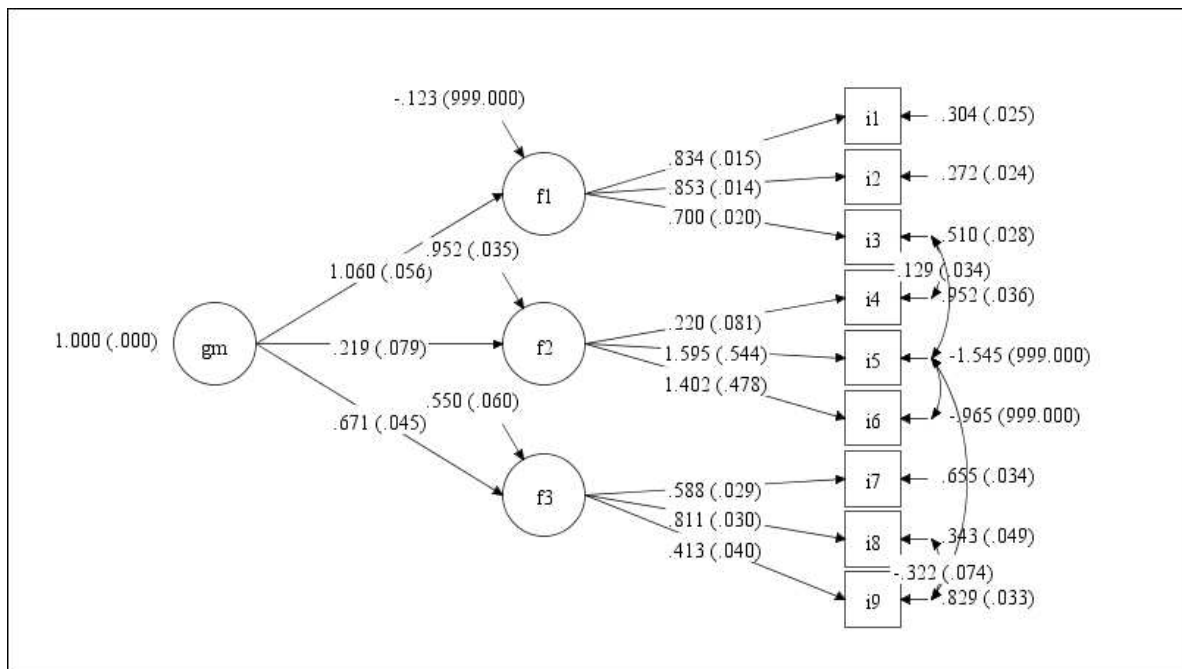 -.123 (999.000)
i1
.304 (.025)
.834 (.015)
.853 (.014)
i2
.272 (.024)
f1
.700 (.020)
i3
.510 (.028)
.952 (.035)
1.060 (.056)
.129 (.034)
i4
.952 (.036)
.220 (.081)
1.000 (.000)
gm
.219 (.079)
f2
1.595 (.544)
i5
-1.545 (999.000)
1.402 (.478)
.550 (.060)
.671 (.045)
i6
-.965 (999.000)
i7
.655 (.034)
.588 (.029)
f3
.811 (.030)
i8
.343 (.049)
.413 (.040)
-.322 (.074)
i9
.829 (.033)